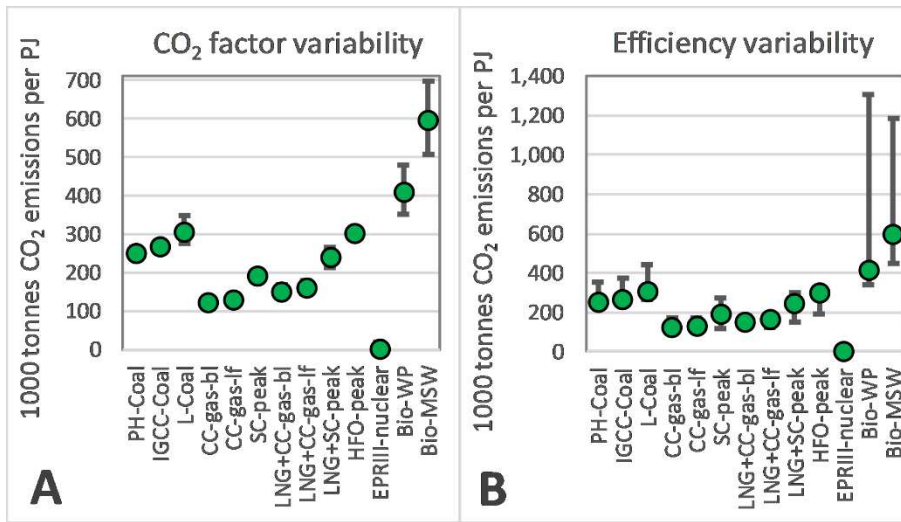 CO₂ factor variability
1000 tonnes CO₂ emissions per PJ
700
600
500
400
300
200
100
0
PH-Coal
IGCC-Coal
L-Coal
CC-gas-bl
CC-gas-lf
SC-peak
LNG+CC-gas-bl
LNG+CC-gas-lf
LNG+SC-peak
HFO-peak
EPRIII-nuclear
Bio-WP
Bio-MSW
A
Efficiency variability
1000 tonnes CO₂ emissions per PJ
1,400
1,200
1,000
800
600
400
200
0
PH-Coal
IGCC-Coal
L-Coal
CC-gas-bl
CC-gas-lf
SC-peak
LNG+CC-gas-bl
LNG+CC-gas-lf
LNG+SC-peak
HFO-peak
EPRIII-nuclear
Bio-WP
Bio-MSW
B